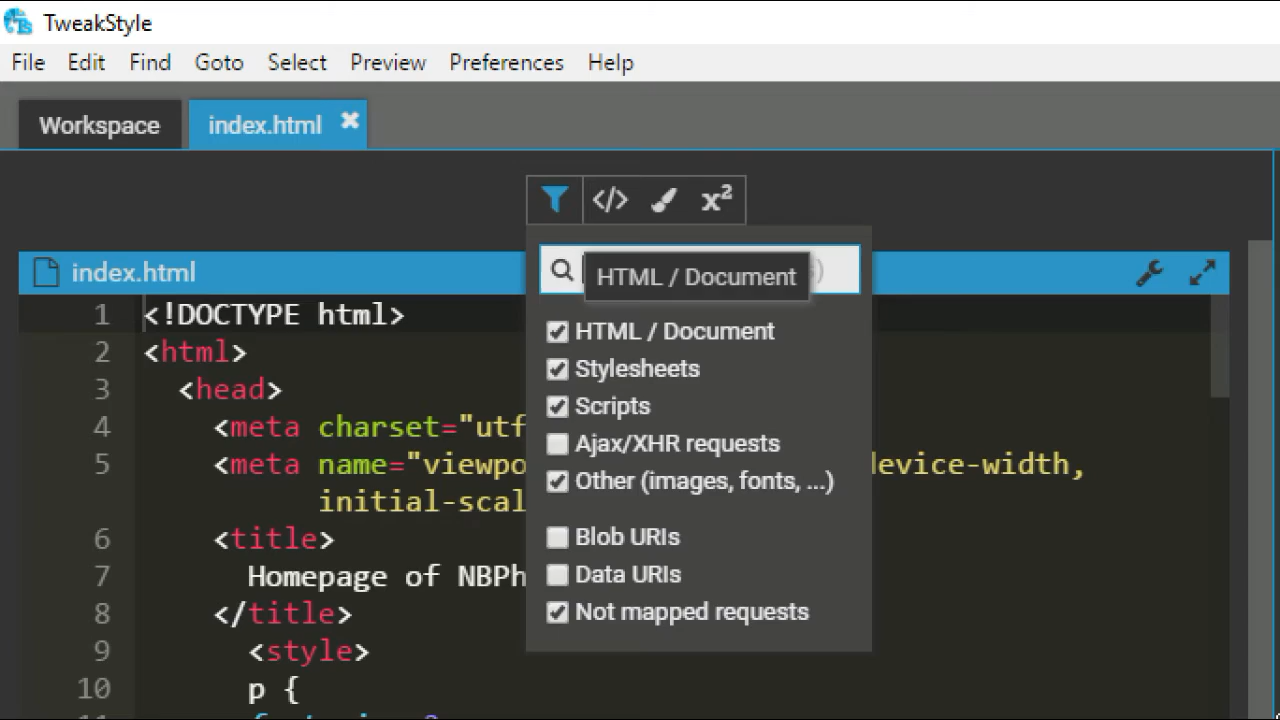 TweakStyle
File Edit Find Goto Select Preview Preferences Help
Workspace index.html
</> x²
HTML / Document )
index.html
HTML / Document
Stylesheets
Scripts
Ajax/XHR requests
Other (images, fonts, ...)
Blob URIs
Data URIs
Not mapped requests
1 <!DOCTYPE html>
2 <html>
3 <head>
4 <meta charset="utf
5 <meta name="viewpo device-width,
initial-scal
6 <title>
7 Homepage of NBPh
8 </title>
9 <style>
10 p {